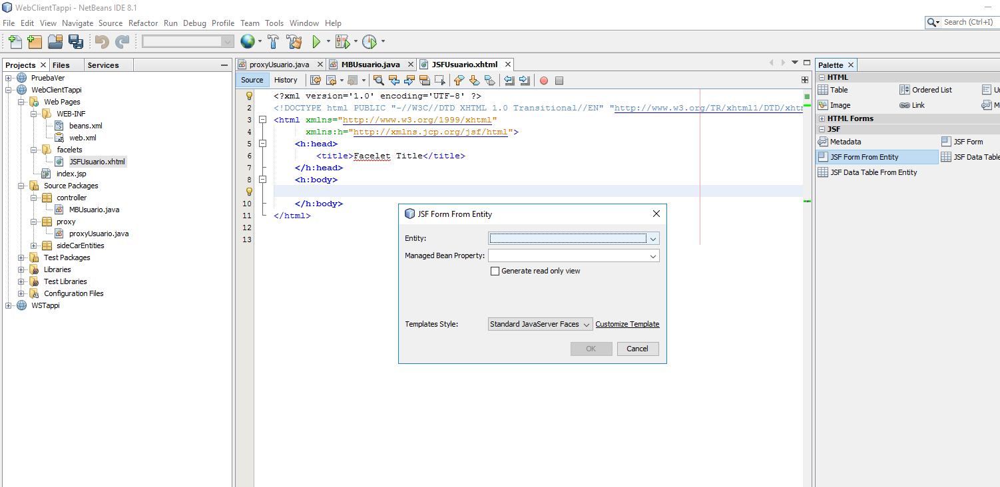 WebClientTappi - NetBeans IDE 8.1
File Edit View Navigate Source Refactor Run Debug Profile Team Tools Window Help
Search (Ctrl+I)
Projects Files Services
PruebaVer
WebClientTappi
Web Pages
WEB-INF
beans.xml
web.xml
facelets
JSFUsuario.xhtml
index.jsp
Source Packages
controller
MBUsuario.java
proxy
proxyUsuario.java
sideCarEntities
Test Packages
Libraries
Test Libraries
Configuration Files
WSTappi
proxyUsuario.java MBUsuario.java JSFUsuario.xhtml
Source History
<?xml version='1.0' encoding='UTF-8' ?>
2 <!DOCTYPE html PUBLIC "-//W3C//DTD XHTML 1.0 Transitional//EN" "http://www.w3.org/TR/xhtml1/DTD/xhtm
3 <html xmlns="http://www.w3.org/1999/xhtml"
4 xmlns:h="http://xmlns.jcp.org/jsf/html">
5 <h:head>
6 <title>Facelet Title</title>
7 </h:head>
8 <h:body>
10 </h:body>
11 </html>
12
13
JSF Form From Entity
Entity:
Managed Bean Property:
Generate read only view
Templates Style: Standard JavaServer Faces Customize Template
OK Cancel
Palette
HTML
Table Ordered List Un
Image Link M
HTML Forms
JSF
Metadata JSF Form
JSF Form From Entity JSF Data Table
JSF Data Table From Entity